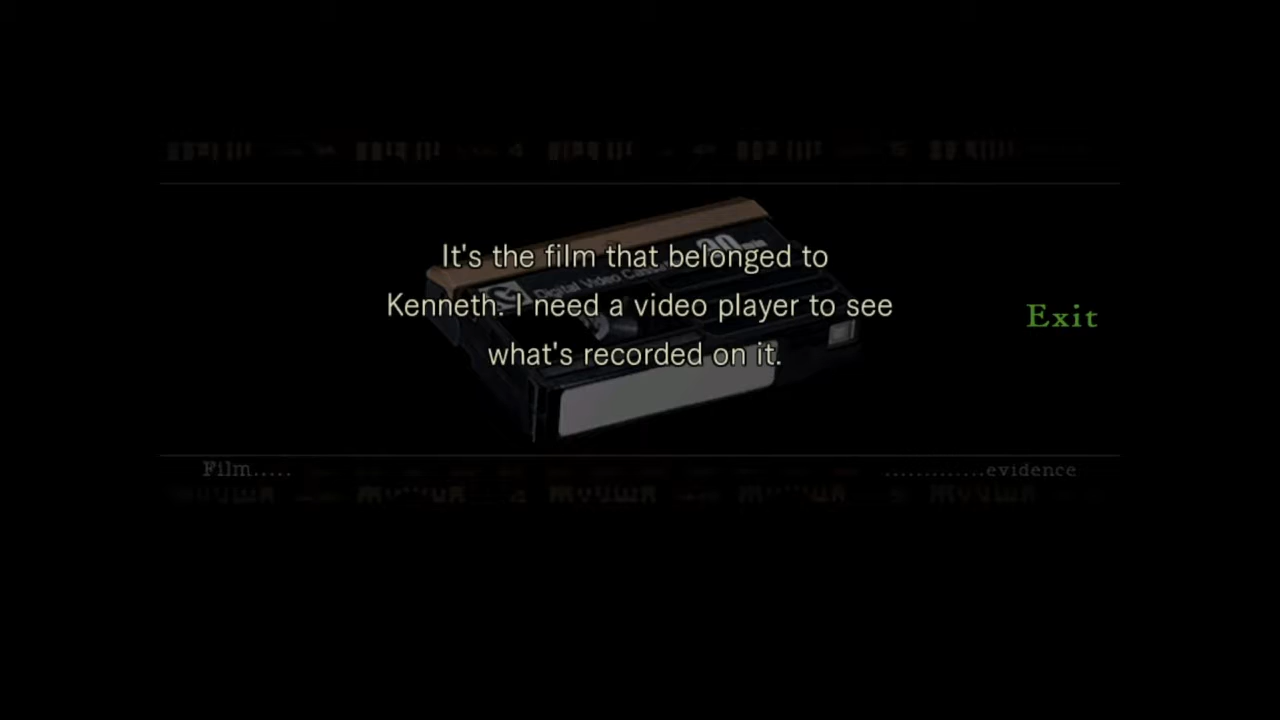 It's the film that belonged to
Kenneth. I need a video player to see
what's recorded on it.
Exit
Film.....
.............evidence